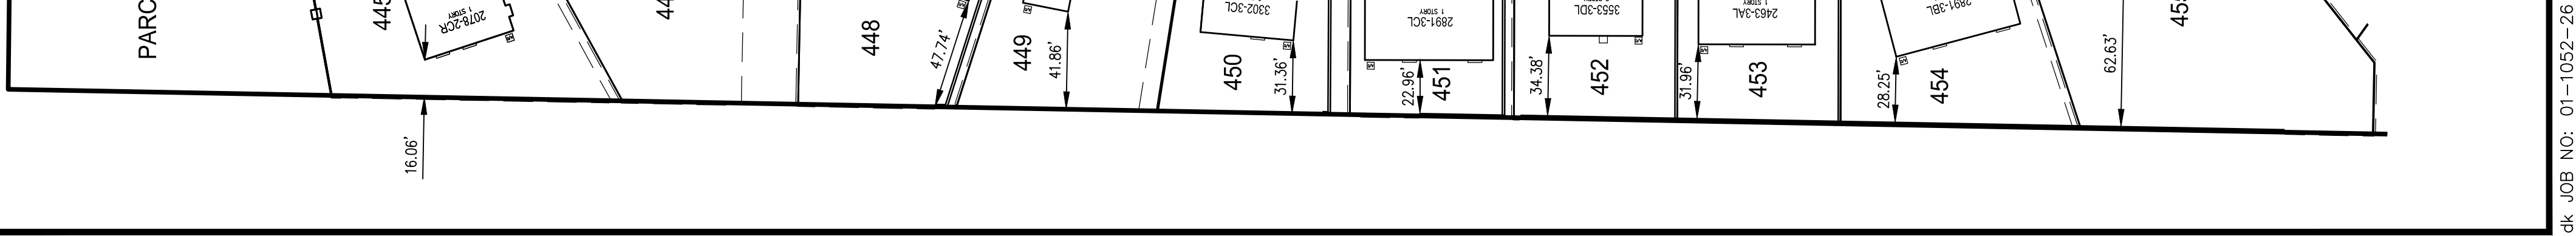 PARC
445
2078-2CR
1 STORY
16.06'
44
448
47.74'
449
41.86'
450
3302-3CL
31.36'
2891-3CL
1 STORY
22.96'
451
34.38'
3553-3DL
452
31.96'
2463-3AL
1 STORY
453
28.25'
2891-3BL
454
62.63'
455
dk JOB NO: 01-1052-26